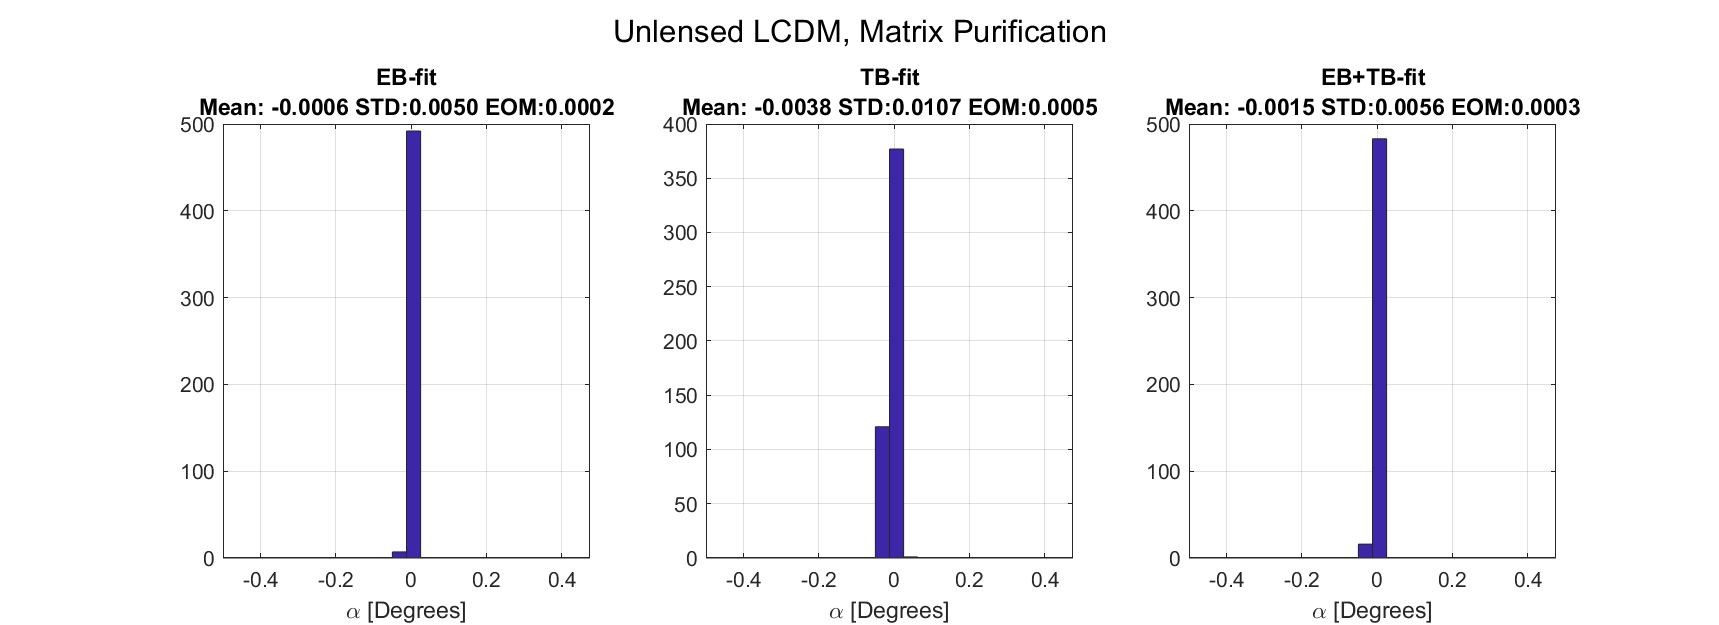 Unlensed LCDM, Matrix Purification
EB-fit
Mean: -0.0006 STD:0.0050 EOM:0.0002
500
400
300
200
100
0
-0.4 -0.2 0 0.2 0.4
α [Degrees]
TB-fit
Mean: -0.0038 STD:0.0107 EOM:0.0005
400
350
300
250
200
150
100
50
0
-0.4 -0.2 0 0.2 0.4
α [Degrees]
EB+TB-fit
Mean: -0.0015 STD:0.0056 EOM:0.0003
500
400
300
200
100
0
-0.4 -0.2 0 0.2 0.4
α [Degrees]